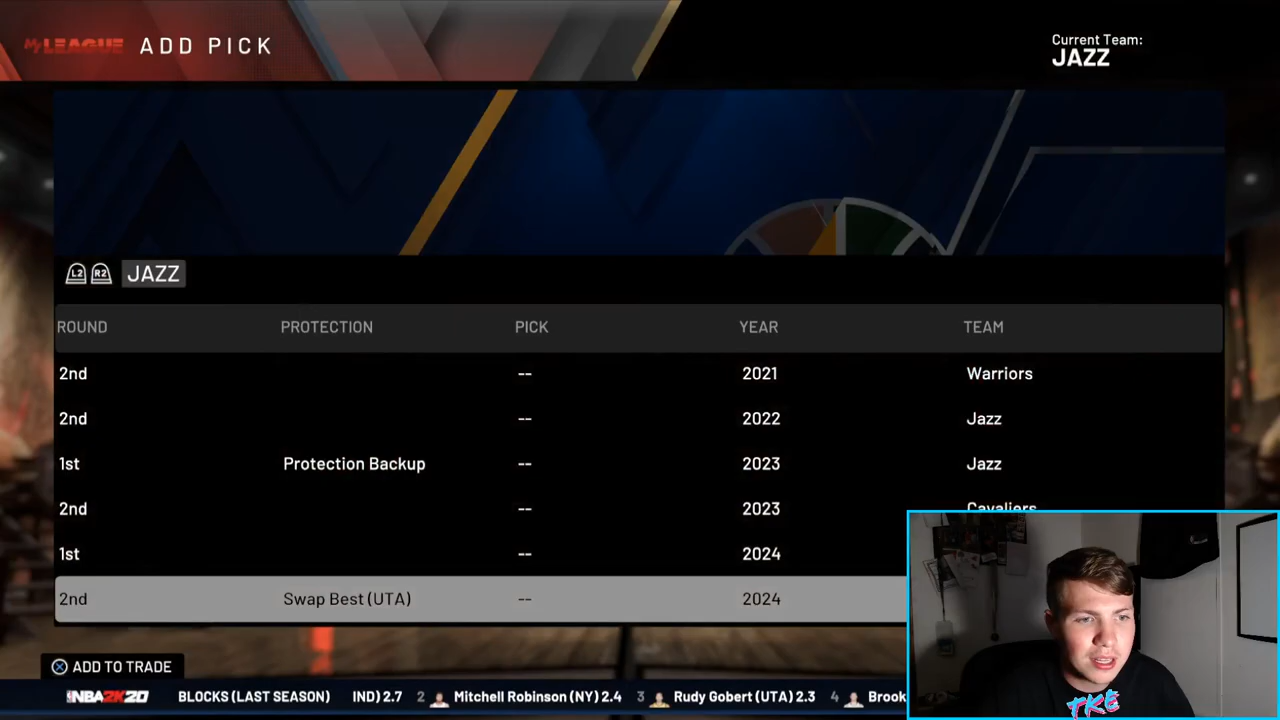 MyLEAGUE ADD PICK
Current Team:
JAZZ
L2 R2 JAZZ
ROUND PROTECTION PICK YEAR TEAM
2nd -- 2021 Warriors
2nd -- 2022 Jazz
1st Protection Backup -- 2023 Jazz
2nd -- 2023 Cavaliers
1st -- 2024
2nd Swap Best (UTA) -- 2024
ADD TO TRADE
NBA2K20 BLOCKS (LAST SEASON) IND) 2.7 2 Mitchell Robinson (NY) 2.4 3 Rudy Gobert (UTA) 2.3 4 Brook
TKE